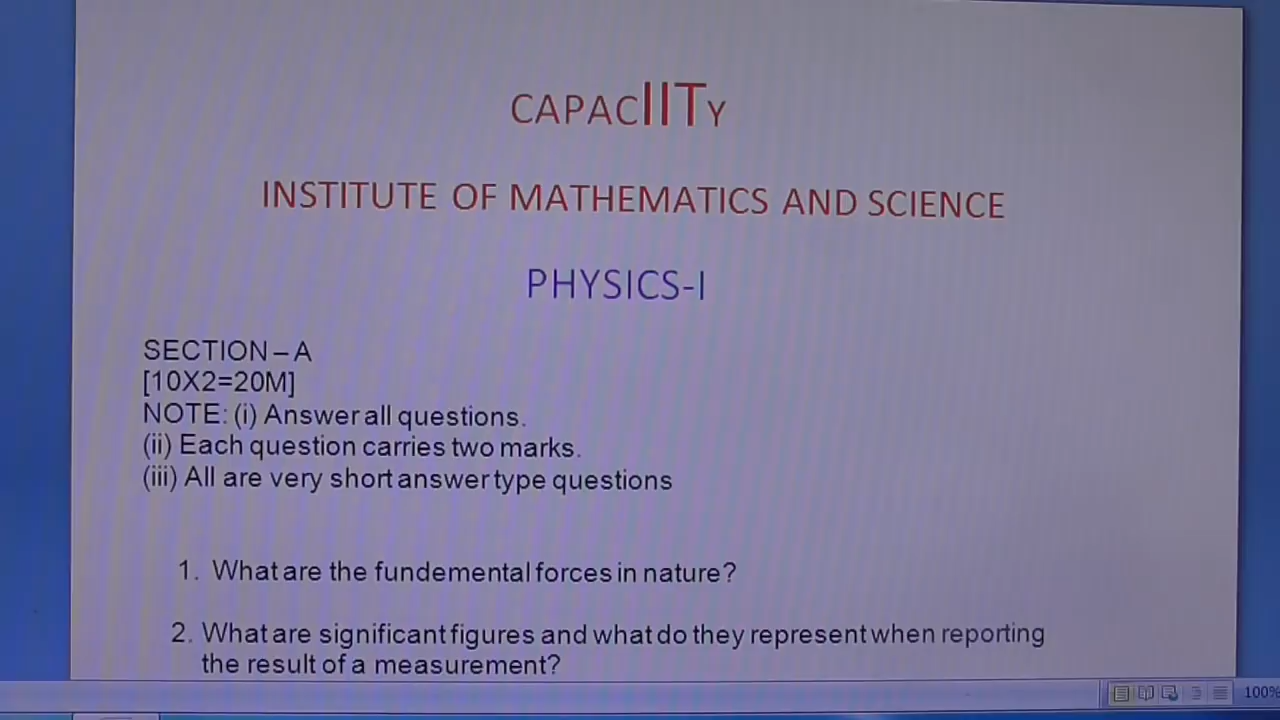 CAPACIITY
INSTITUTE OF MATHEMATICS AND SCIENCE
PHYSICS-I
SECTION – A
[10X2=20M]
NOTE: (i) Answer all questions.
(ii) Each question carries two marks.
(iii) All are very short answer type questions
1. What are the fundemental forces in nature?
2. What are significant figures and what do they represent when reporting
the result of a measurement?
100%